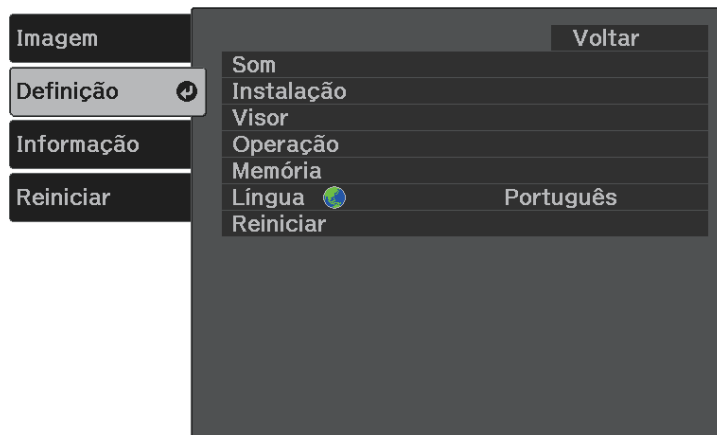 Imagem
Definição
Informação
Reiniciar
Voltar
Som
Instalação
Visor
Operação
Memória
Língua Português
Reiniciar